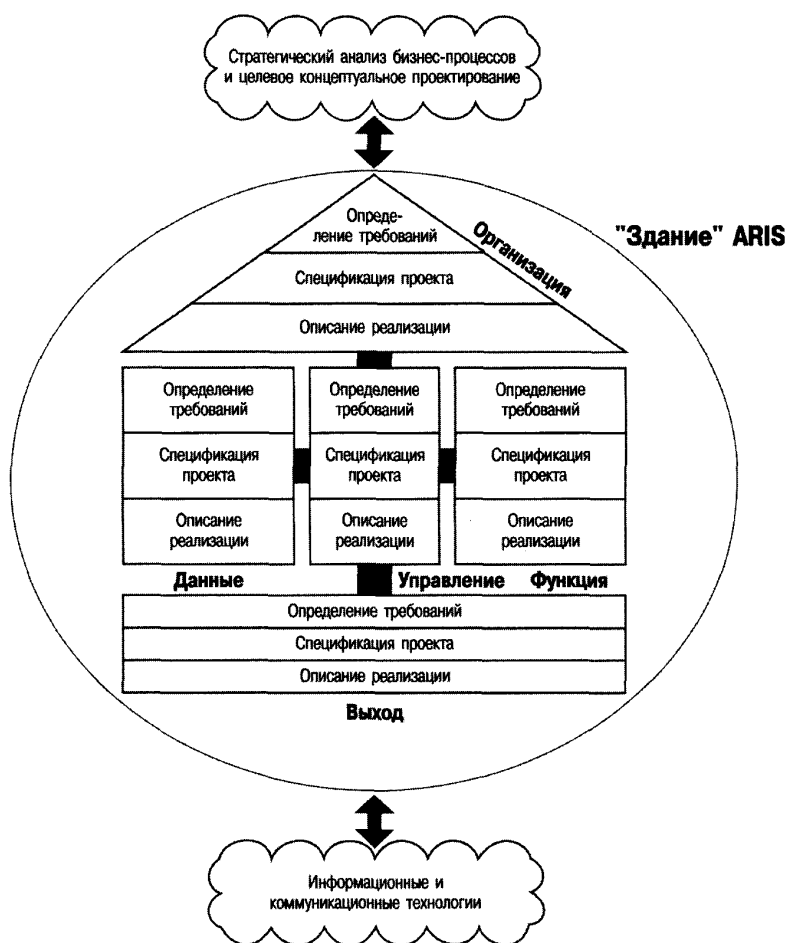 Стратегический анализ бизнес-процессов
и целевое концептуальное проектирование
"Здание" ARIS
Опреде-
ление требований
Организация
Спецификация проекта
Описание реализации
Определение
требований
Спецификация
проекта
Описание
реализации
Данные
Определение
требований
Спецификация
проекта
Описание
реализации
Управление
Определение
требований
Спецификация
проекта
Описание
реализации
Функция
Определение требований
Спецификация проекта
Описание реализации
Выход
Информационные и
коммуникационные технологии